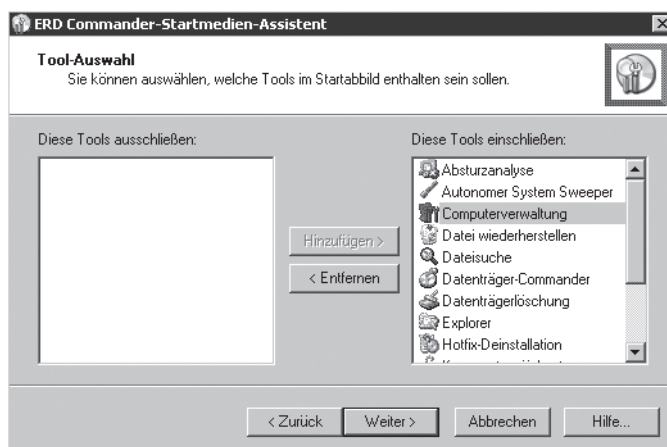 ERD Commander-Startmedien-Assistent
Tool-Auswahl
Sie können auswählen, welche Tools im Startabbild enthalten sein sollen.
Diese Tools ausschließen:
Diese Tools einschließen:
Absturzanalyse
Autonomer System Sweeper
Computerverwaltung
Datei wiederherstellen
Dateisuche
Datenträger-Commander
Datenträgerlöschung
Explorer
Hotfix-Deinstallation
Hinzufügen >
< Entfernen
< Zurück
Weiter >
Abbrechen
Hilfe...